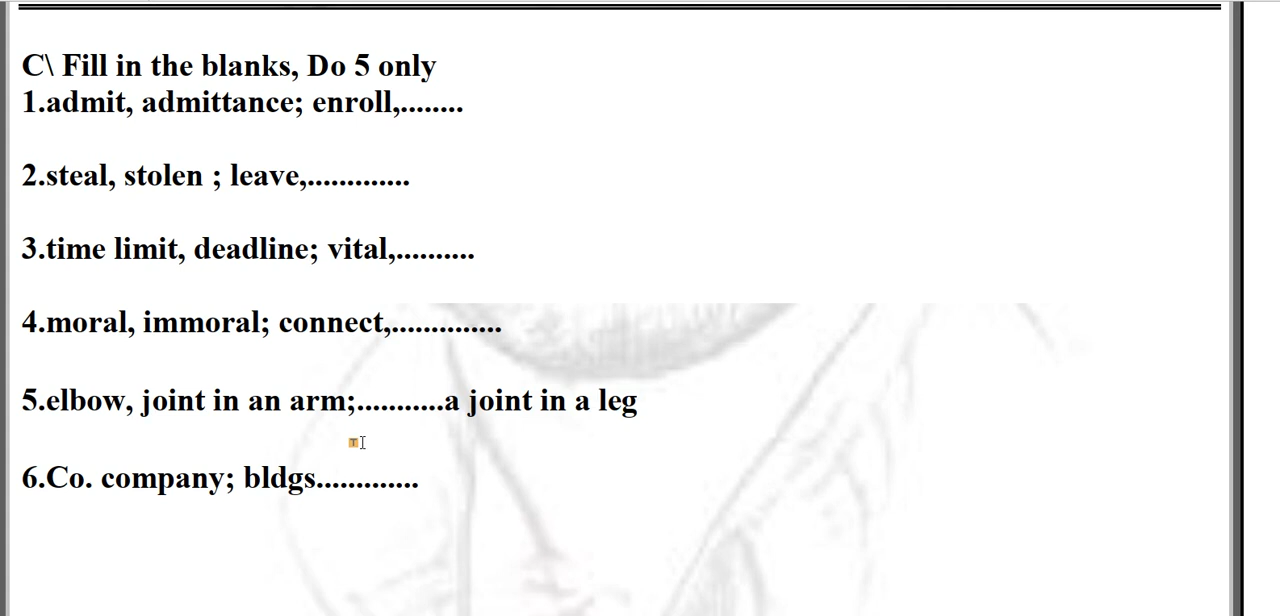 C\ Fill in the blanks, Do 5 only
1.admit, admittance; enroll,........
2.steal, stolen ; leave,.............
3.time limit, deadline; vital,..........
4.moral, immoral; connect,..............
5.elbow, joint in an arm;...........a joint in a leg
6.Co. company; bldgs.............